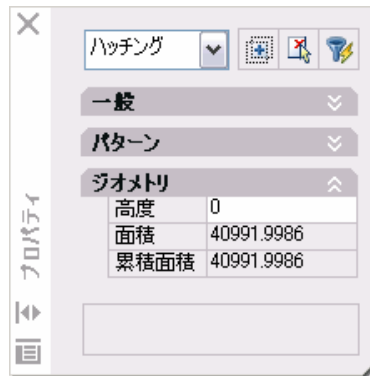 ハッチング
一般
パターン
ジオメトリ
高度 0
面積 40991.9986
累積面積 40991.9986
プロパティ